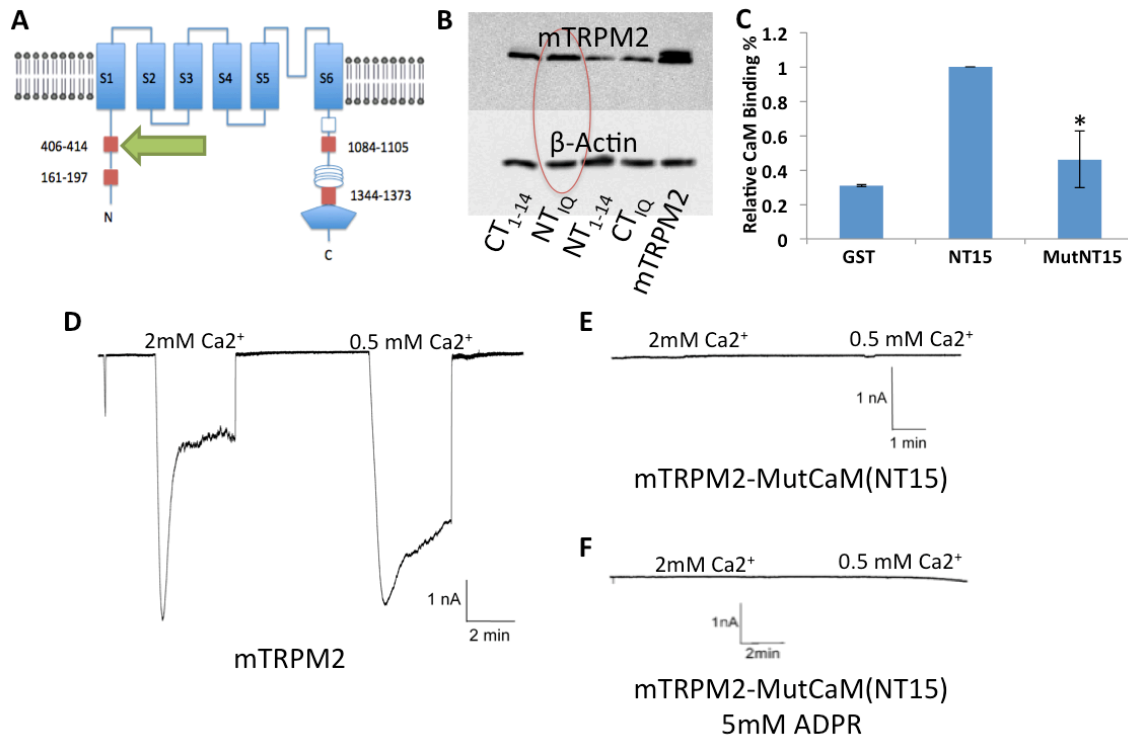 A
S1
S2
S3
S4
S5
S6
406-414
161-197
N
1084-1105
1344-1373
C
B
mTRPM2
β-Actin
CT1-14
NTIQ
NT1-14
CTIQ
mTRPM2
C
Relative CaM Binding %
1.2
1
0.8
0.6
0.4
0.2
0
*
GST
NT15
MutNT15
D
2mM Ca2+
0.5 mM Ca2+
1 nA
2 min
mTRPM2
E
2mM Ca2+
0.5 mM Ca2+
1 nA
1 min
mTRPM2-MutCaM(NT15)
F
2mM Ca2+
0.5 mM Ca2+
1nA
2min
mTRPM2-MutCaM(NT15)
5mM ADPR